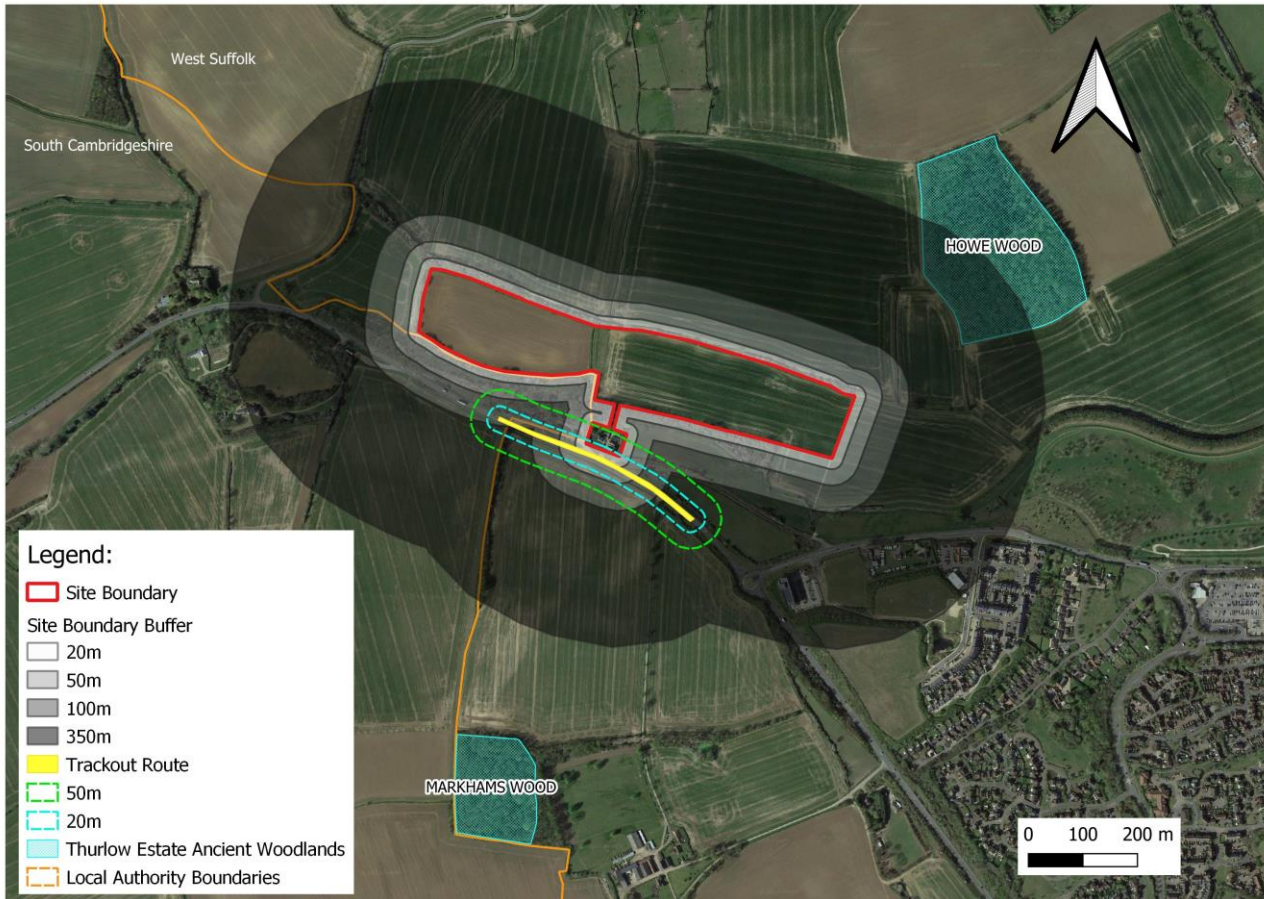 West Suffolk
South Cambridgeshire
HOWE WOOD
MARKHAMS WOOD
Legend:
Site Boundary
Site Boundary Buffer
20m
50m
100m
350m
Trackout Route
50m
20m
Thurlow Estate Ancient Woodlands
Local Authority Boundaries
0 100 200 m